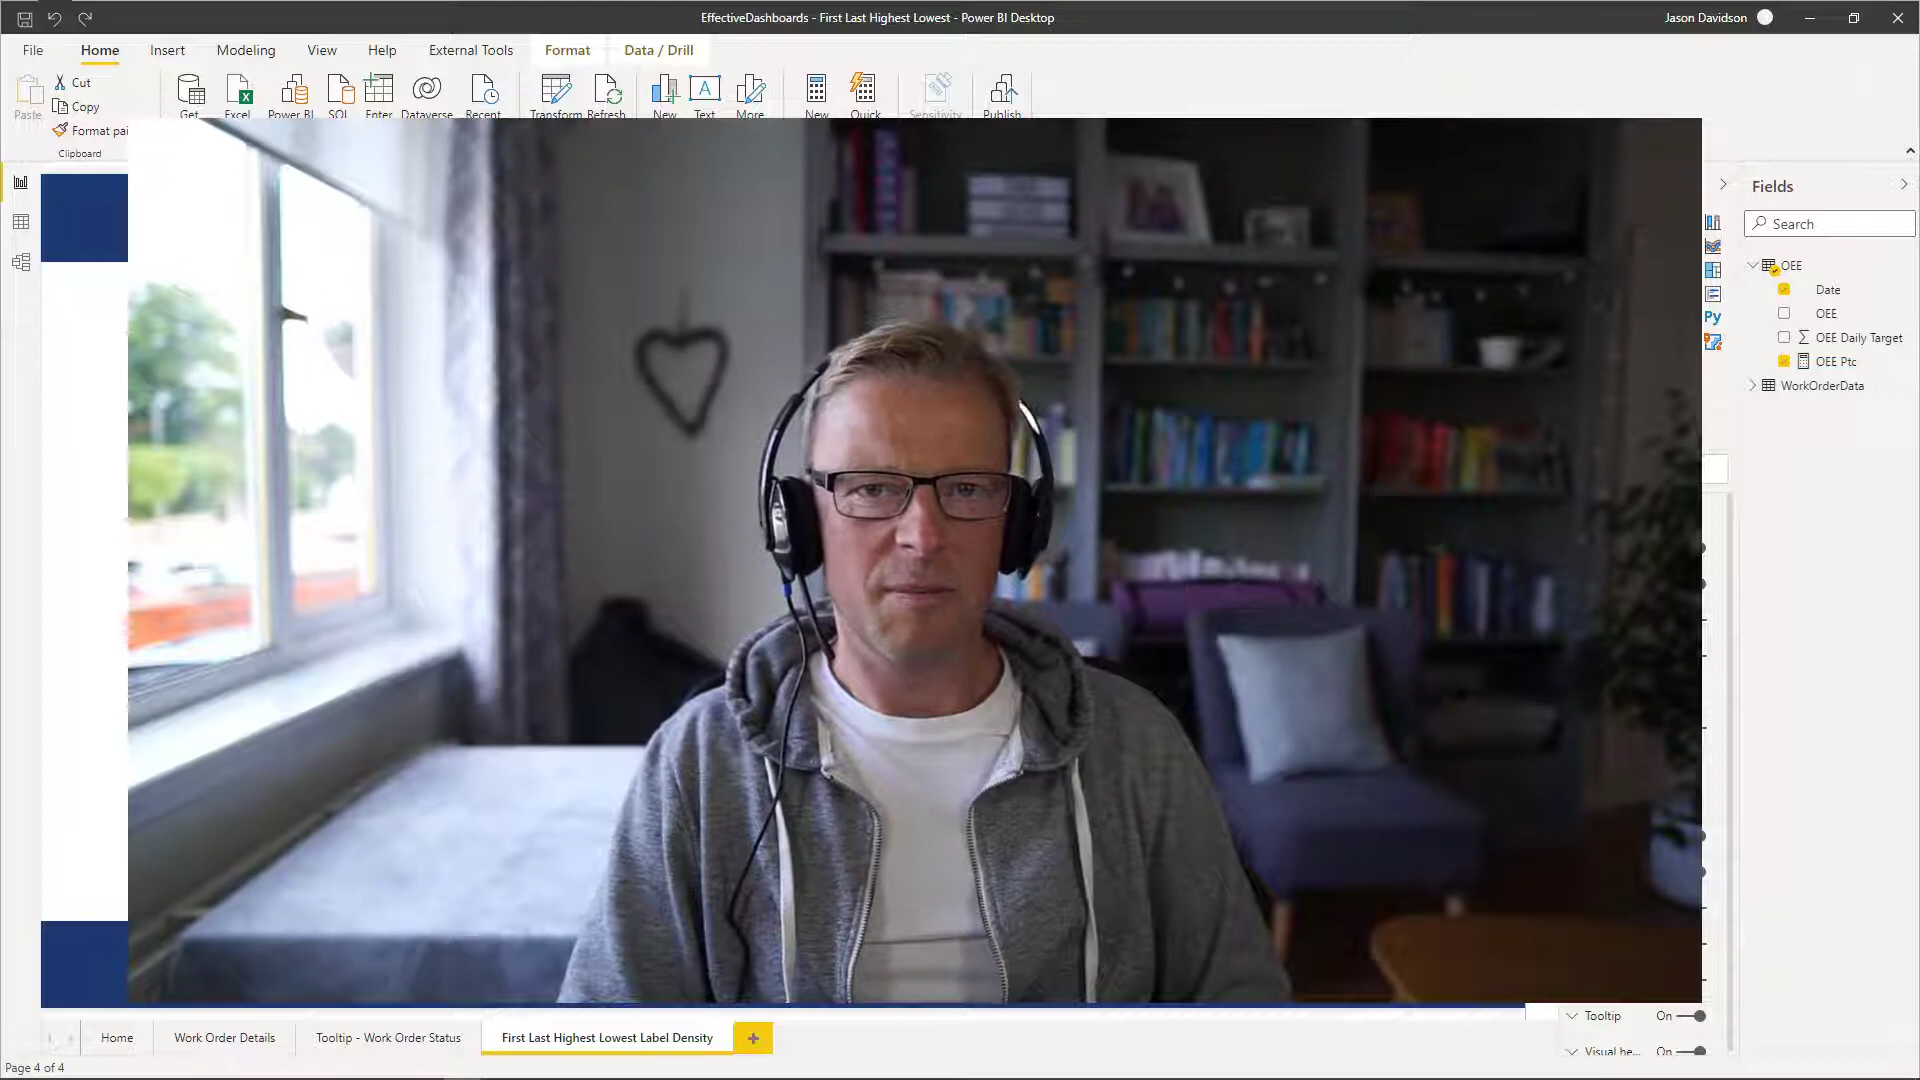 EffectiveDashboards - First Last Highest Lowest - Power BI Desktop
Jason Davidson
File Home Insert Modeling View Help External Tools Format Data / Drill
Cut
Copy
Paste
Format pai
Clipboard
Get Excel Power BI SQL Enter Dataverse Recent Transform Refresh New Text More New Quick Sensitivity Publish
Fields
Search
OEE
Date
OEE
OEE Daily Target
OEE Ptc
WorkOrderData
Py
Tooltip On
Visual he... On
Home Work Order Details Tooltip - Work Order Status First Last Highest Lowest Label Density
Page 4 of 4